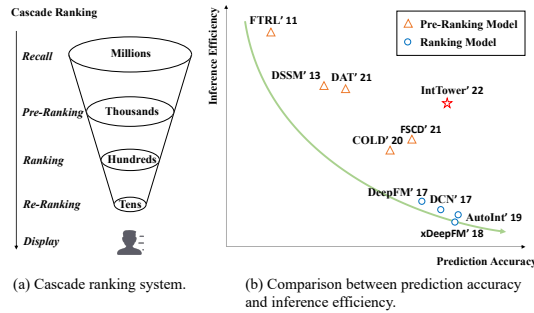 Cascade Ranking
Recall
Millions
Pre-Ranking
Thousands
Ranking
Hundreds
Re-Ranking
Tens
Display
(a) Cascade ranking system.
Inference Efficiency
FTRL’ 11
Pre-Ranking Model
Ranking Model
DSSM’ 13
DAT’ 21
IntTower’ 22
FSCD’ 21
COLD’ 20
DeepFM’ 17
DCN’ 17
AutoInt’ 19
xDeepFM’ 18
Prediction Accuracy
(b) Comparison between prediction accuracy
and inference efficiency.